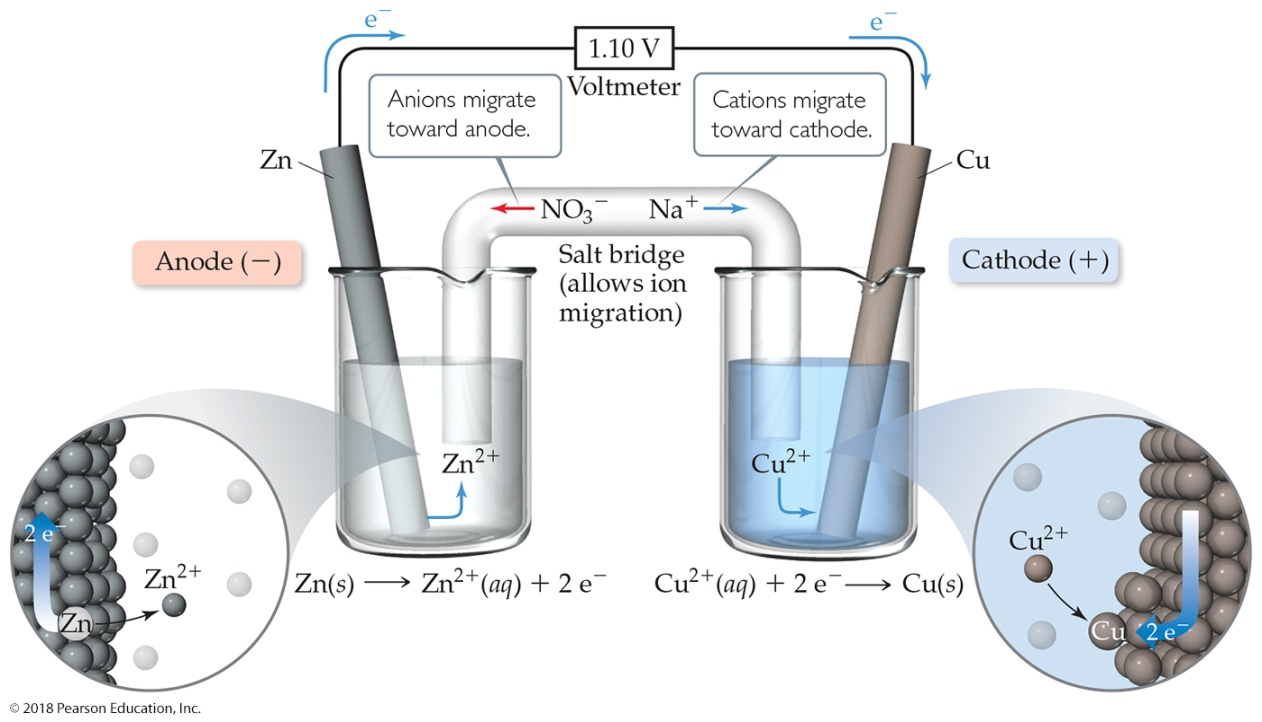 e⁻
e⁻
1.10 V
Voltmeter
Anions migrate
toward anode.
Cations migrate
toward cathode.
Zn
Cu
NO₃⁻
Na⁺
Anode (−)
Salt bridge
(allows ion
migration)
Cathode (+)
Zn²⁺
Cu²⁺
2 e⁻
Zn²⁺
Zn
Cu²⁺
Cu
2 e⁻
Zn(s) ⟶ Zn²⁺(aq) + 2 e⁻
Cu²⁺(aq) + 2 e⁻ ⟶ Cu(s)
© 2018 Pearson Education, Inc.